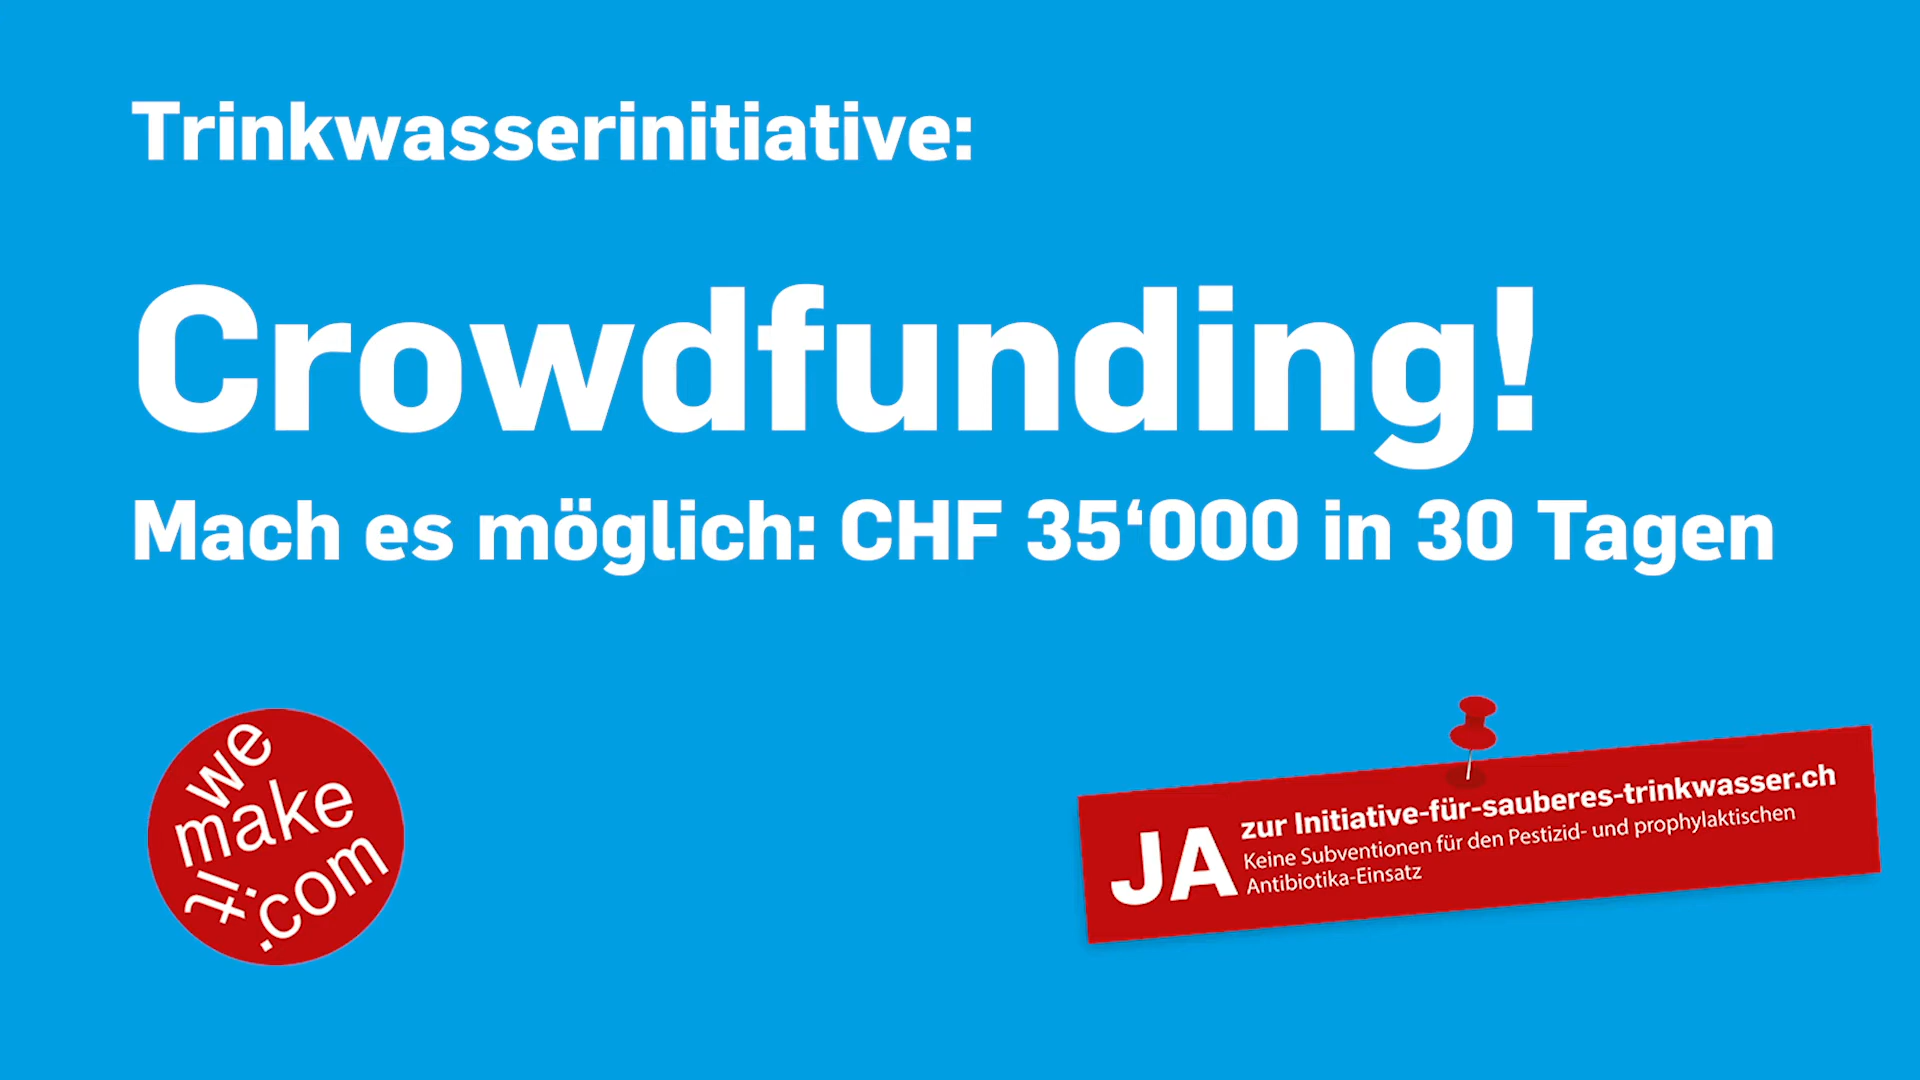 Trinkwasserinitiative:
Crowdfunding!
Mach es möglich: CHF 35‘000 in 30 Tagen
we
make
it
.com
JA zur Initiative-für-sauberes-trinkwasser.ch
Keine Subventionen für den Pestizid- und prophylaktischen
Antibiotika-Einsatz